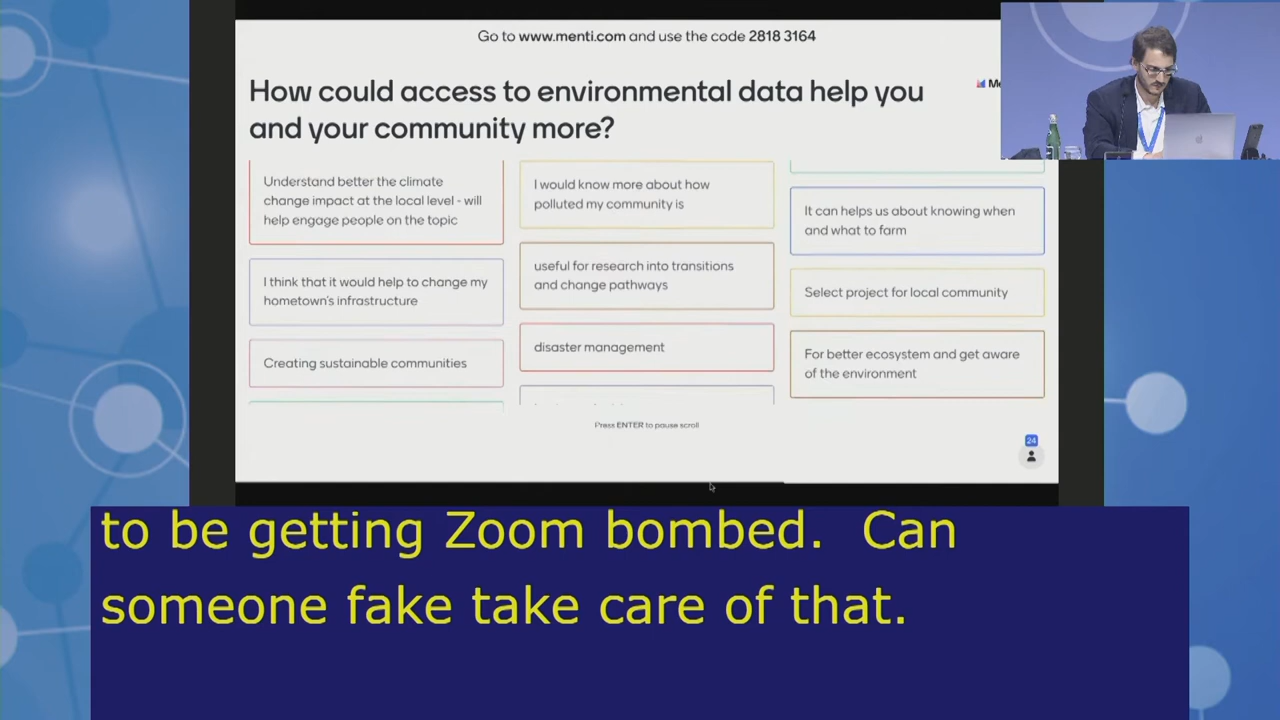 Go to www.menti.com and use the code 2818 3164
How could access to environmental data help you
and your community more?
Understand better the climate
change impact at the local level - will
help engage people on the topic
I think that it would help to change my
hometown's infrastructure
Creating sustainable communities
I would know more about how
polluted my community is
useful for research into transitions
and change pathways
disaster management
It can helps us about knowing when
and what to farm
Select project for local community
For better ecosystem and get aware
of the environment
Press ENTER to pause scroll
24
to be getting Zoom bombed. Can
someone fake take care of that.